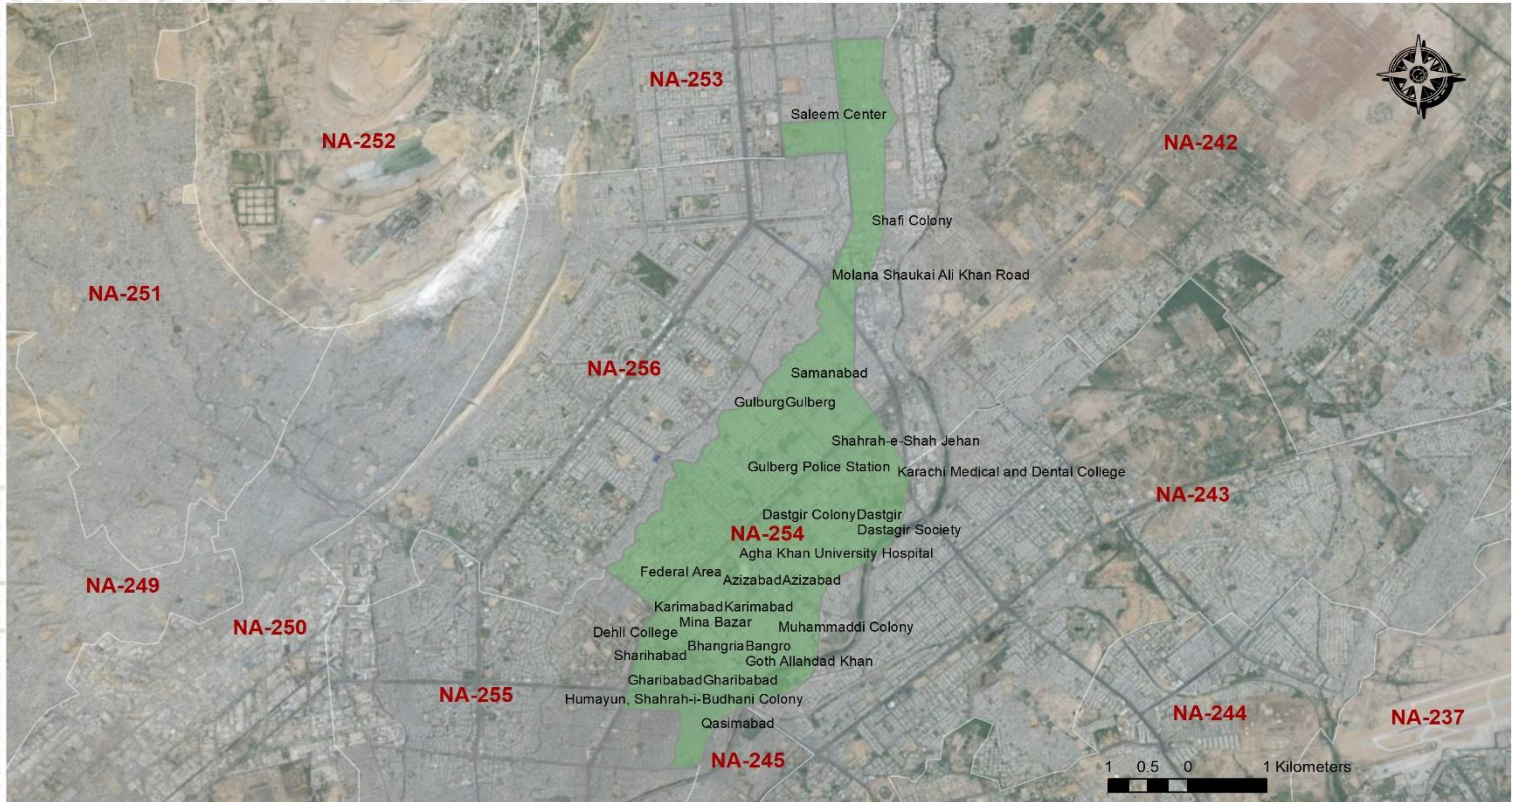 NA-253
Saleem Center
NA-252
NA-242
Shafi Colony
Molana Shaukai Ali Khan Road
NA-251
NA-256
Samanabad
GulburgGulberg
Shahrah-e-Shah Jehan
Gulberg Police Station
Karachi Medical and Dental College
NA-243
Dastgir ColonyDastgir
Dastagir Society
NA-254
Agha Khan University Hospital
Federal Area
AzizabadAzizabad
NA-249
KarimabadKarimabad
Mina Bazar
NA-250
Dehli College
Muhammaddi Colony
BhangriaBangro
Sharihabad
Goth Allahdad Khan
GharibabadGharibabad
NA-255
Humayun, Shahrah-i-Budhani Colony
NA-244
NA-237
Qasimabad
NA-245
1 0.5 0 1 Kilometers